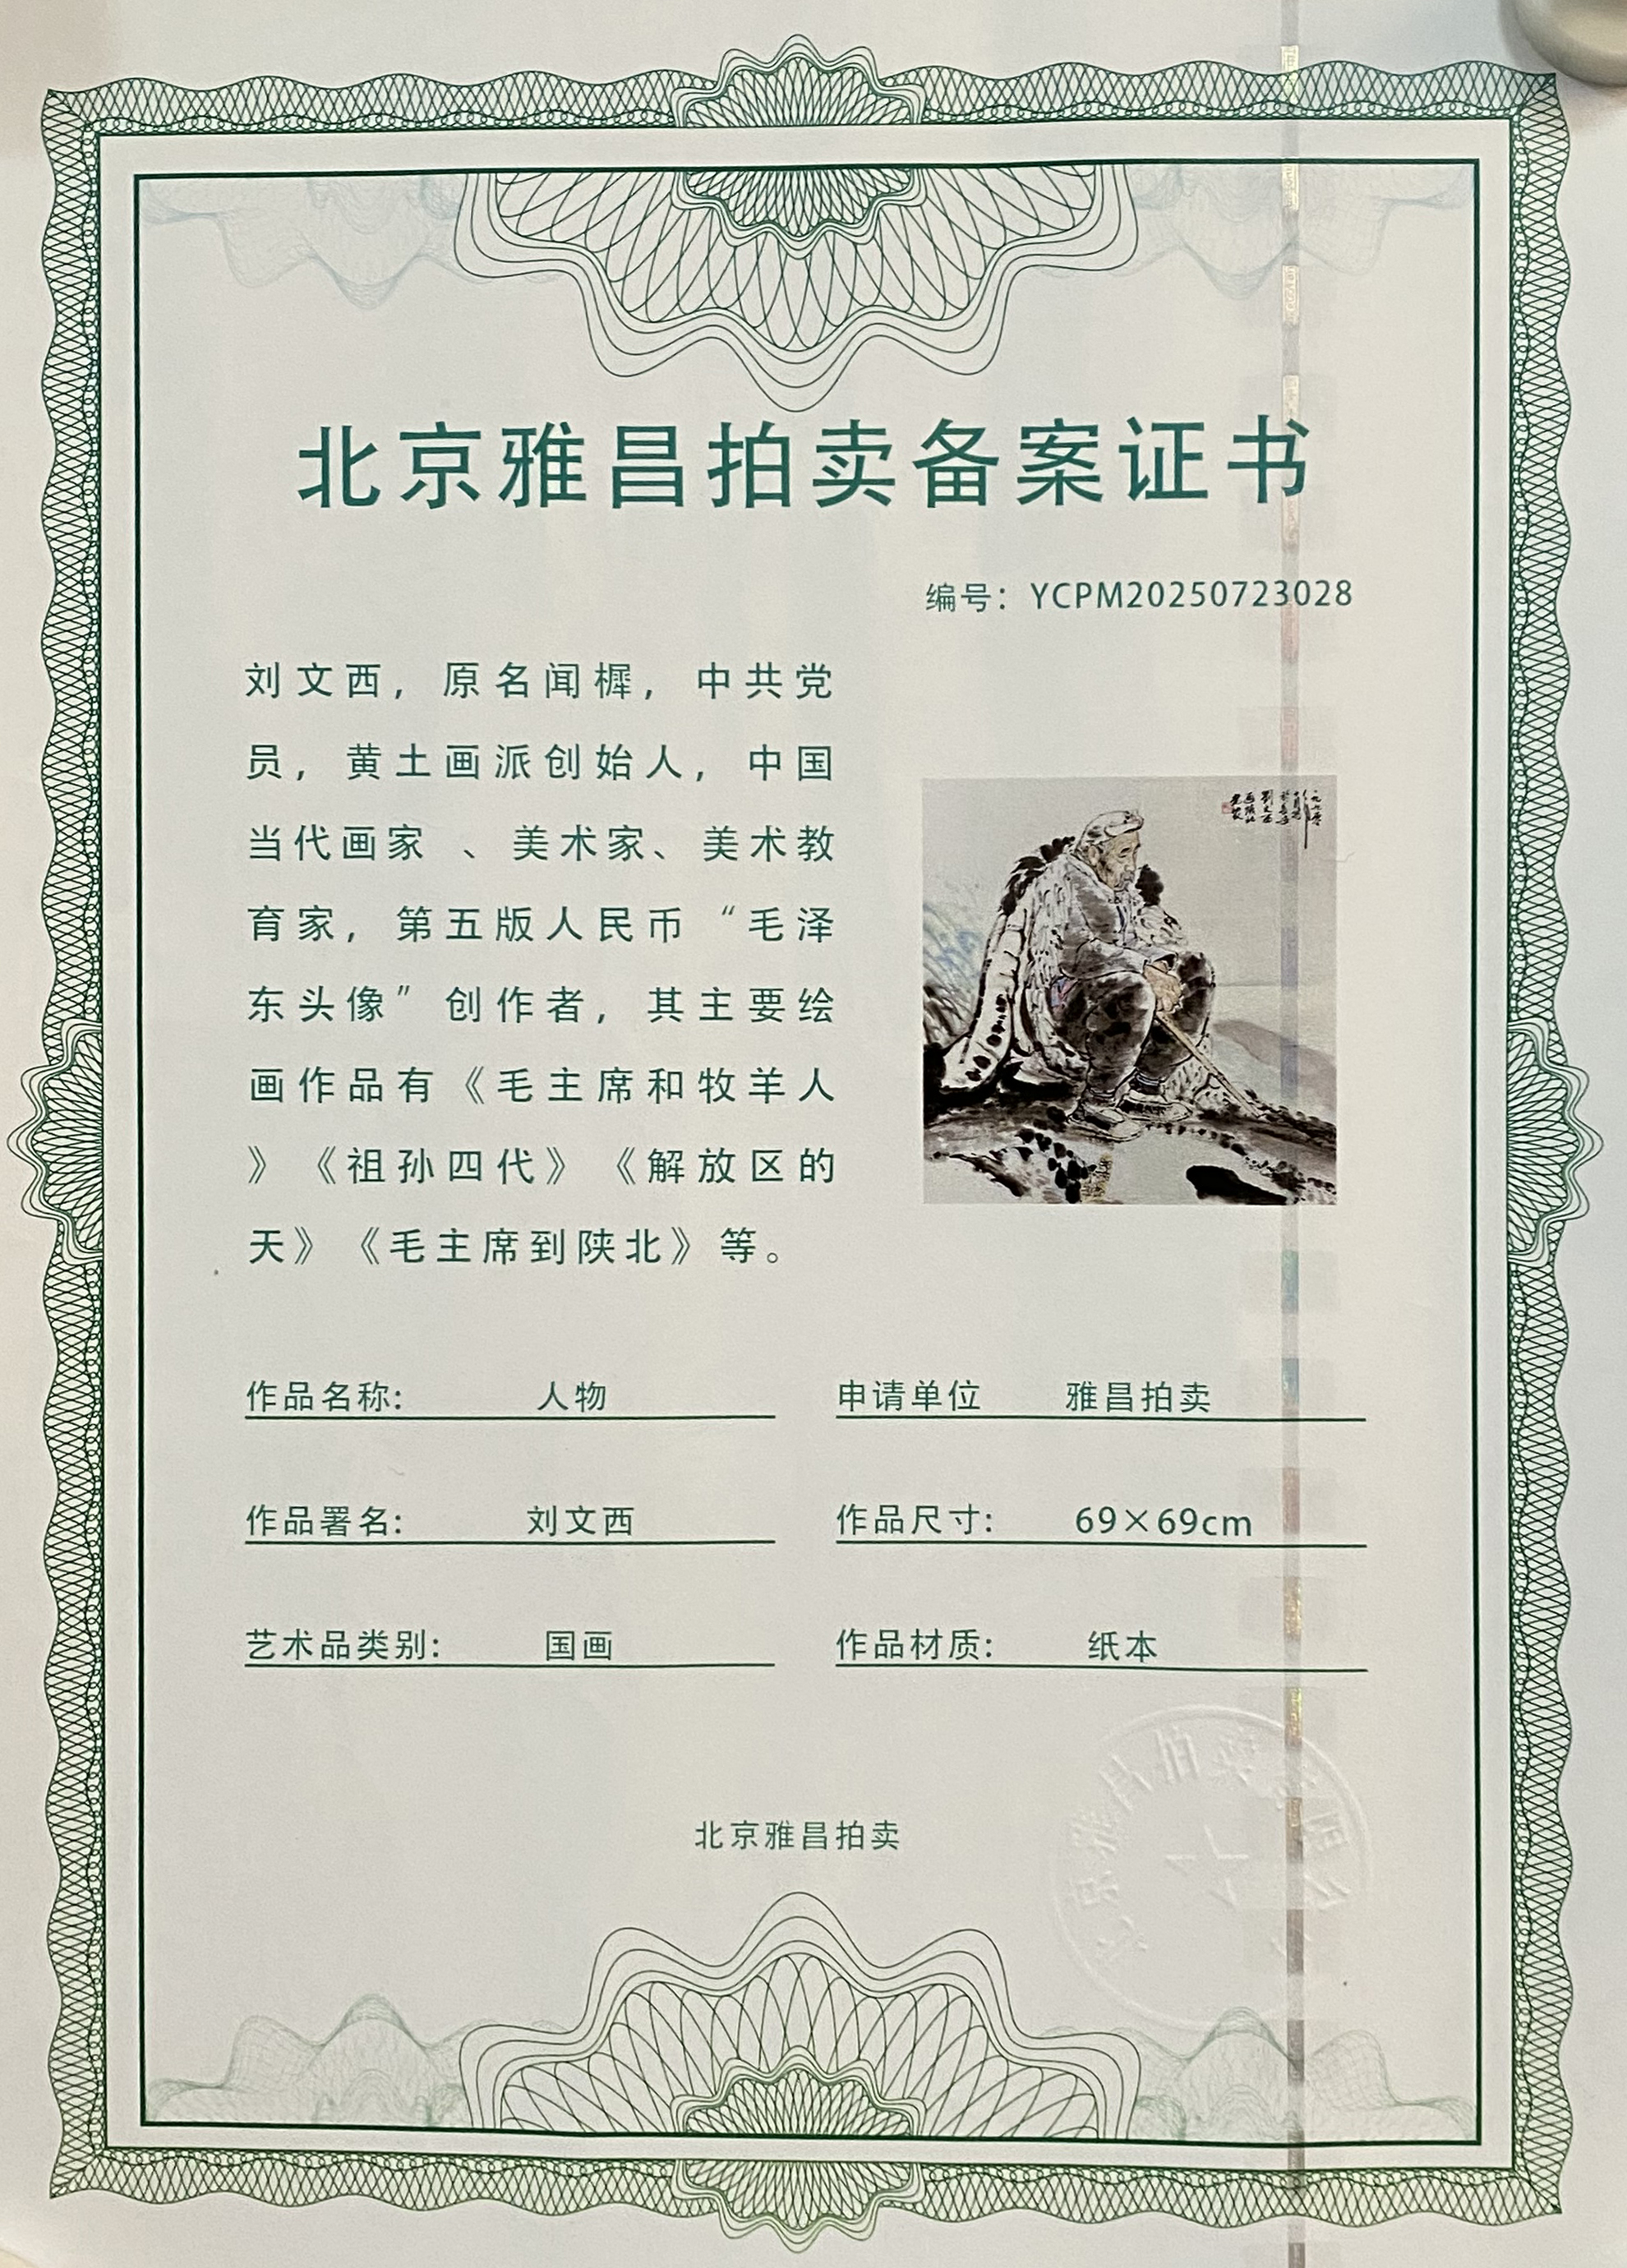 北京雅昌拍卖备案证书
编号：YCPM20250723028
刘文西，原名闻樨，中共党
员，黄土画派创始人，中国
当代画家 、美术家、美术教
育家，第五版人民币“毛泽
东头像”创作者，其主要绘
画作品有《毛主席和牧羊人
》《祖孙四代》《解放区的
天》《毛主席到陕北》等。
作品名称: 人物
申请单位 雅昌拍卖
作品署名: 刘文西
作品尺寸: 69×69cm
艺术品类别: 国画
作品材质: 纸本
北京雅昌拍卖